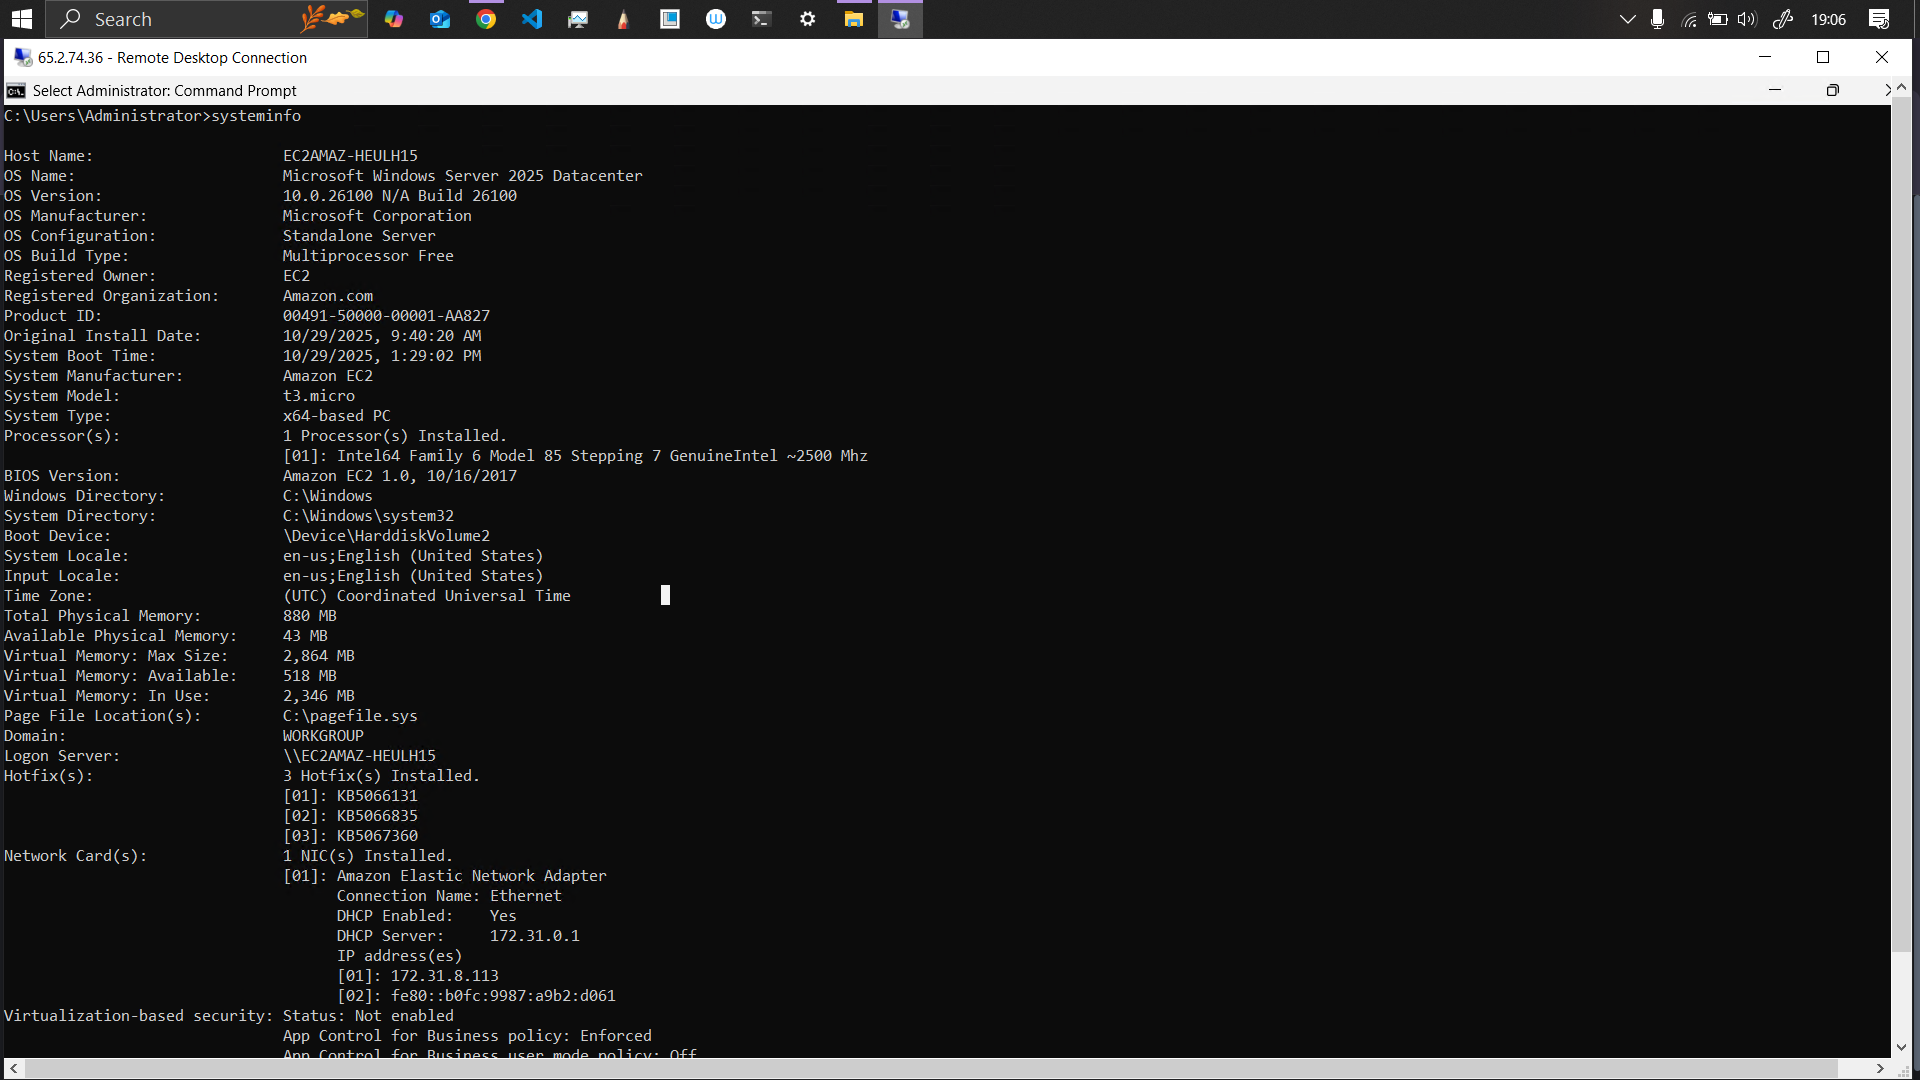 Search
19:06
65.2.74.36 - Remote Desktop Connection
Select Administrator: Command Prompt
C:\Users\Administrator>systeminfo
Host Name: EC2AMAZ-HEULH15
OS Name: Microsoft Windows Server 2025 Datacenter
OS Version: 10.0.26100 N/A Build 26100
OS Manufacturer: Microsoft Corporation
OS Configuration: Standalone Server
OS Build Type: Multiprocessor Free
Registered Owner: EC2
Registered Organization: Amazon.com
Product ID: 00491-50000-00001-AA827
Original Install Date: 10/29/2025, 9:40:20 AM
System Boot Time: 10/29/2025, 1:29:02 PM
System Manufacturer: Amazon EC2
System Model: t3.micro
System Type: x64-based PC
Processor(s): 1 Processor(s) Installed.
[01]: Intel64 Family 6 Model 85 Stepping 7 GenuineIntel ~2500 Mhz
BIOS Version: Amazon EC2 1.0, 10/16/2017
Windows Directory: C:\Windows
System Directory: C:\Windows\system32
Boot Device: \Device\HarddiskVolume2
System Locale: en-us;English (United States)
Input Locale: en-us;English (United States)
Time Zone: (UTC) Coordinated Universal Time
Total Physical Memory: 880 MB
Available Physical Memory: 43 MB
Virtual Memory: Max Size: 2,864 MB
Virtual Memory: Available: 518 MB
Virtual Memory: In Use: 2,346 MB
Page File Location(s): C:\pagefile.sys
Domain: WORKGROUP
Logon Server: \\EC2AMAZ-HEULH15
Hotfix(s): 3 Hotfix(s) Installed.
[01]: KB5066131
[02]: KB5066835
[03]: KB5067360
Network Card(s): 1 NIC(s) Installed.
[01]: Amazon Elastic Network Adapter
Connection Name: Ethernet
DHCP Enabled: Yes
DHCP Server: 172.31.0.1
IP address(es)
[01]: 172.31.8.113
[02]: fe80::b0fc:9987:a9b2:d061
Virtualization-based security: Status: Not enabled
App Control for Business policy: Enforced
App Control for Business user mode policy: Off